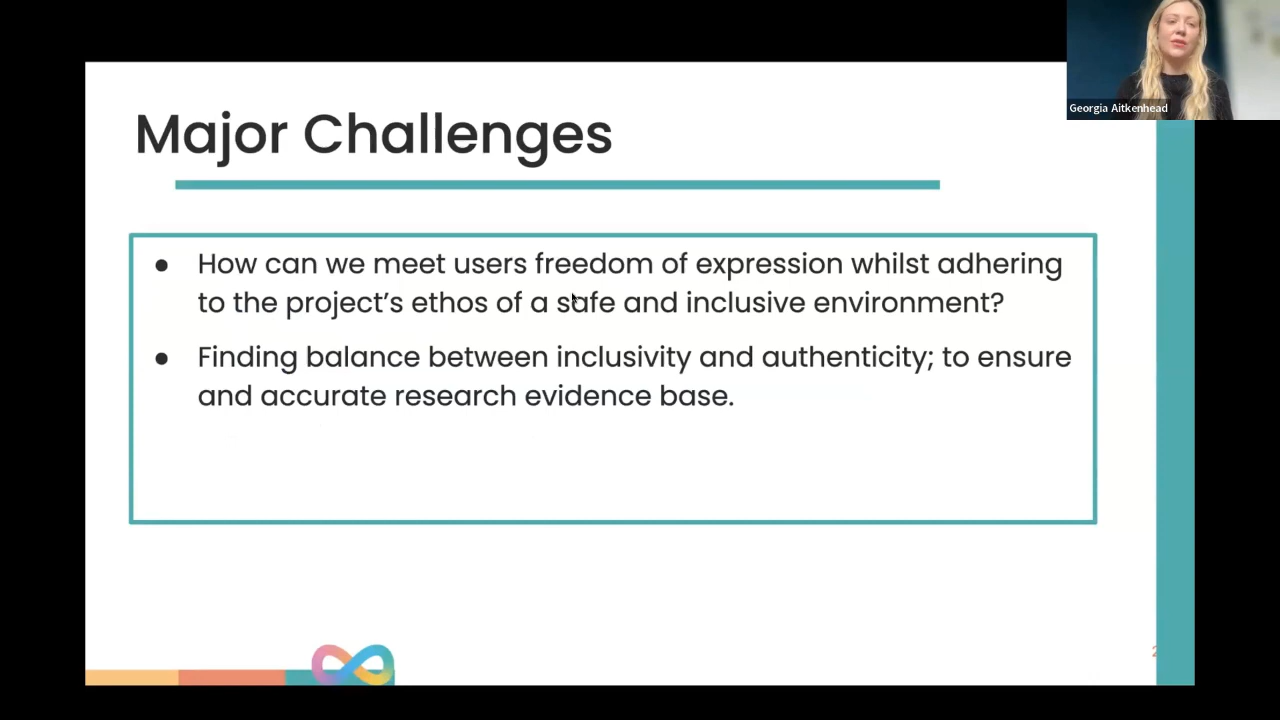 Georgia Aitkenhead
Major Challenges
● How can we meet users freedom of expression whilst adhering
to the project's ethos of a safe and inclusive environment?
● Finding balance between inclusivity and authenticity; to ensure
and accurate research evidence base.